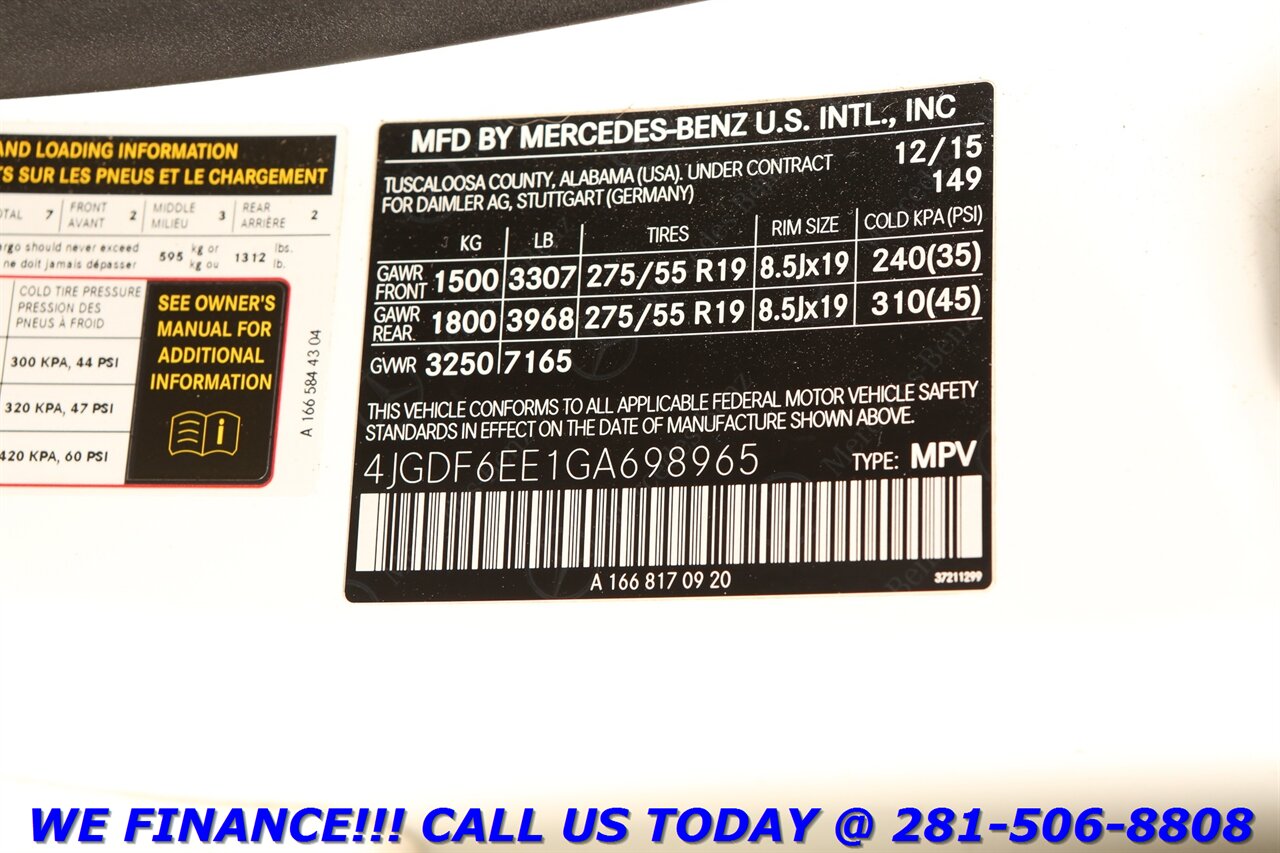 AND LOADING INFORMATION
TS SUR LES PNEUS ET LE CHARGEMENT
7 FRONT AVANT 2 MIDDLE MILIEU 3 REAR ARRIÈRE 2
should never exceed 595 kg or 1312 lbs.
ne doit jamais dépasser kg ou lb.
COLD TIRE PRESSURE
PRESSION DES
PNEUS À FROID
300 KPA, 44 PSI
320 KPA, 47 PSI
420 KPA, 60 PSI
SEE OWNER'S
MANUAL FOR
ADDITIONAL
INFORMATION
i
A 166 584 43 04
MFD BY MERCEDES-BENZ U.S. INTL., INC
TUSCALOOSA COUNTY, ALABAMA (USA). UNDER CONTRACT 12/15
FOR DAIMLER AG, STUTTGART (GERMANY) 149
KG LB TIRES RIM SIZE COLD KPA (PSI)
GAWR FRONT 1500 3307 275/55 R19 8.5Jx19 240(35)
GAWR REAR 1800 3968 275/55 R19 8.5Jx19 310(45)
GVWR 3250 7165
THIS VEHICLE CONFORMS TO ALL APPLICABLE FEDERAL MOTOR VEHICLE SAFETY
STANDARDS IN EFFECT ON THE DATE OF MANUFACTURE SHOWN ABOVE.
4JGDF6EE1GA698965 TYPE: MPV
A 166 817 09 20 37211299
WE FINANCE!!! CALL US TODAY @ 281-506-8808